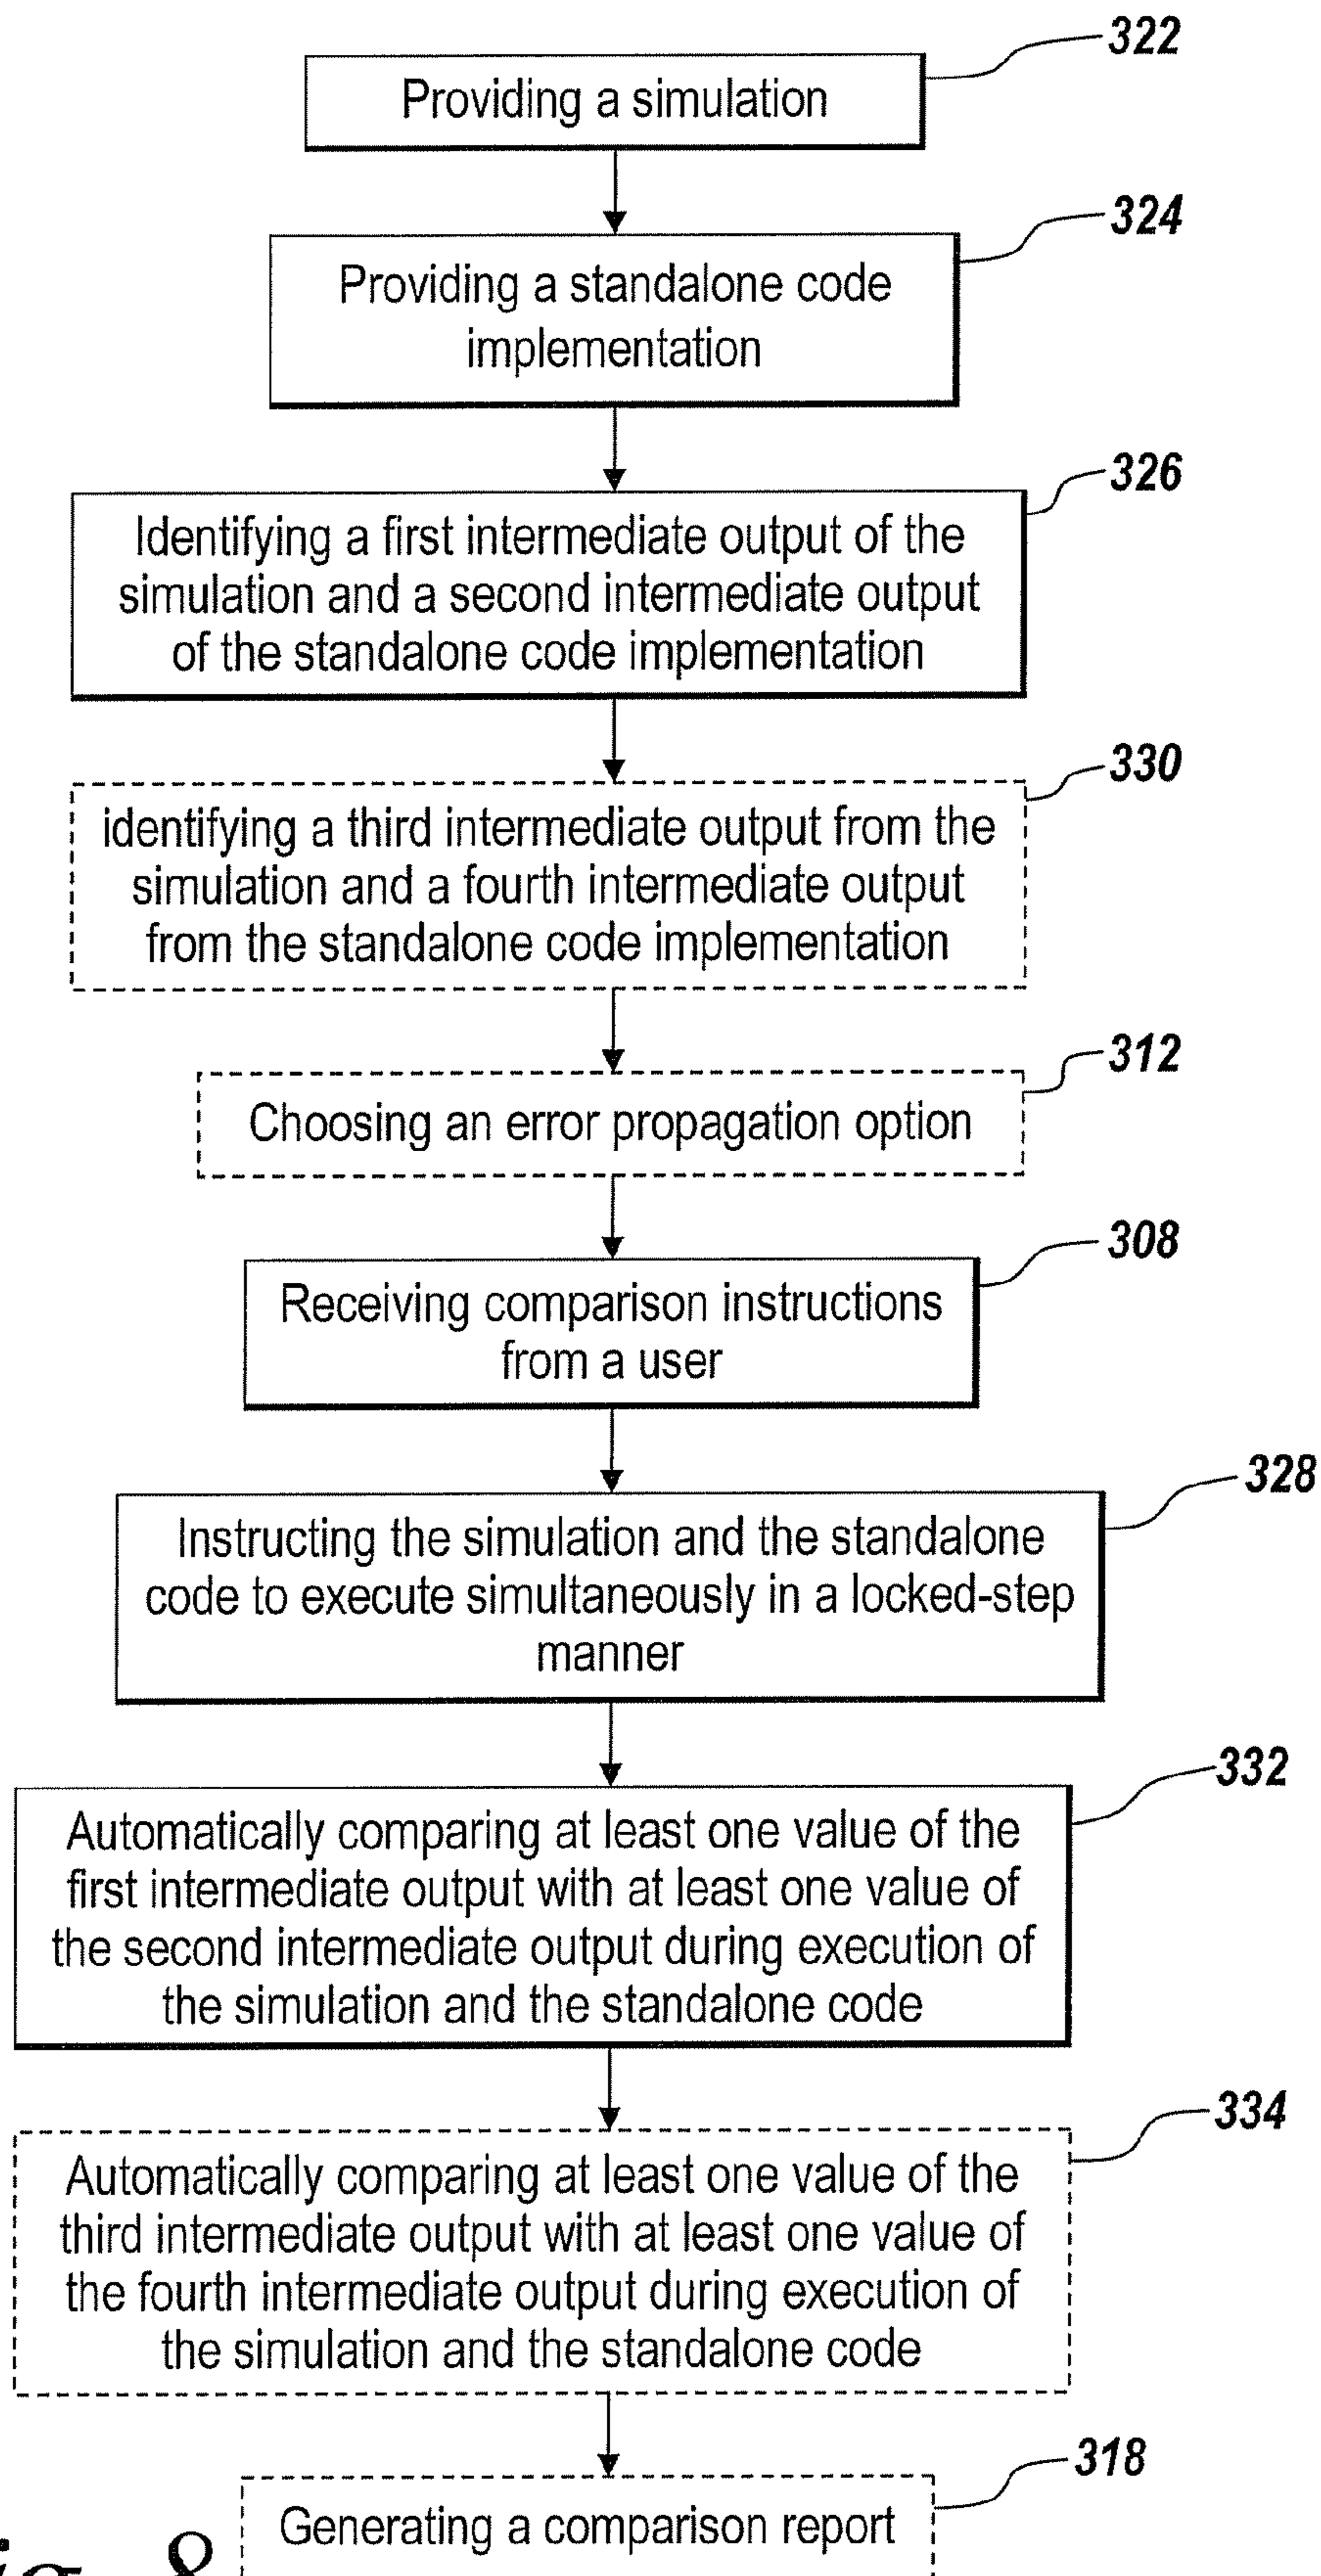 322
Providing a simulation
324
Providing a standalone code
implementation
326
Identifying a first intermediate output of the
simulation and a second intermediate output
of the standalone code implementation
330
identifying a third intermediate output from the
simulation and a fourth intermediate output
from the standalone code implementation
312
Choosing an error propagation option
308
Receiving comparison instructions
from a user
328
Instructing the simulation and the standalone
code to execute simultaneously in a locked-step
manner
332
Automatically comparing at least one value of the
first intermediate output with at least one value of
the second intermediate output during execution of
the simulation and the standalone code
334
Automatically comparing at least one value of the
third intermediate output with at least one value of
the fourth intermediate output during execution of
the simulation and the standalone code
318
Generating a comparison report
8